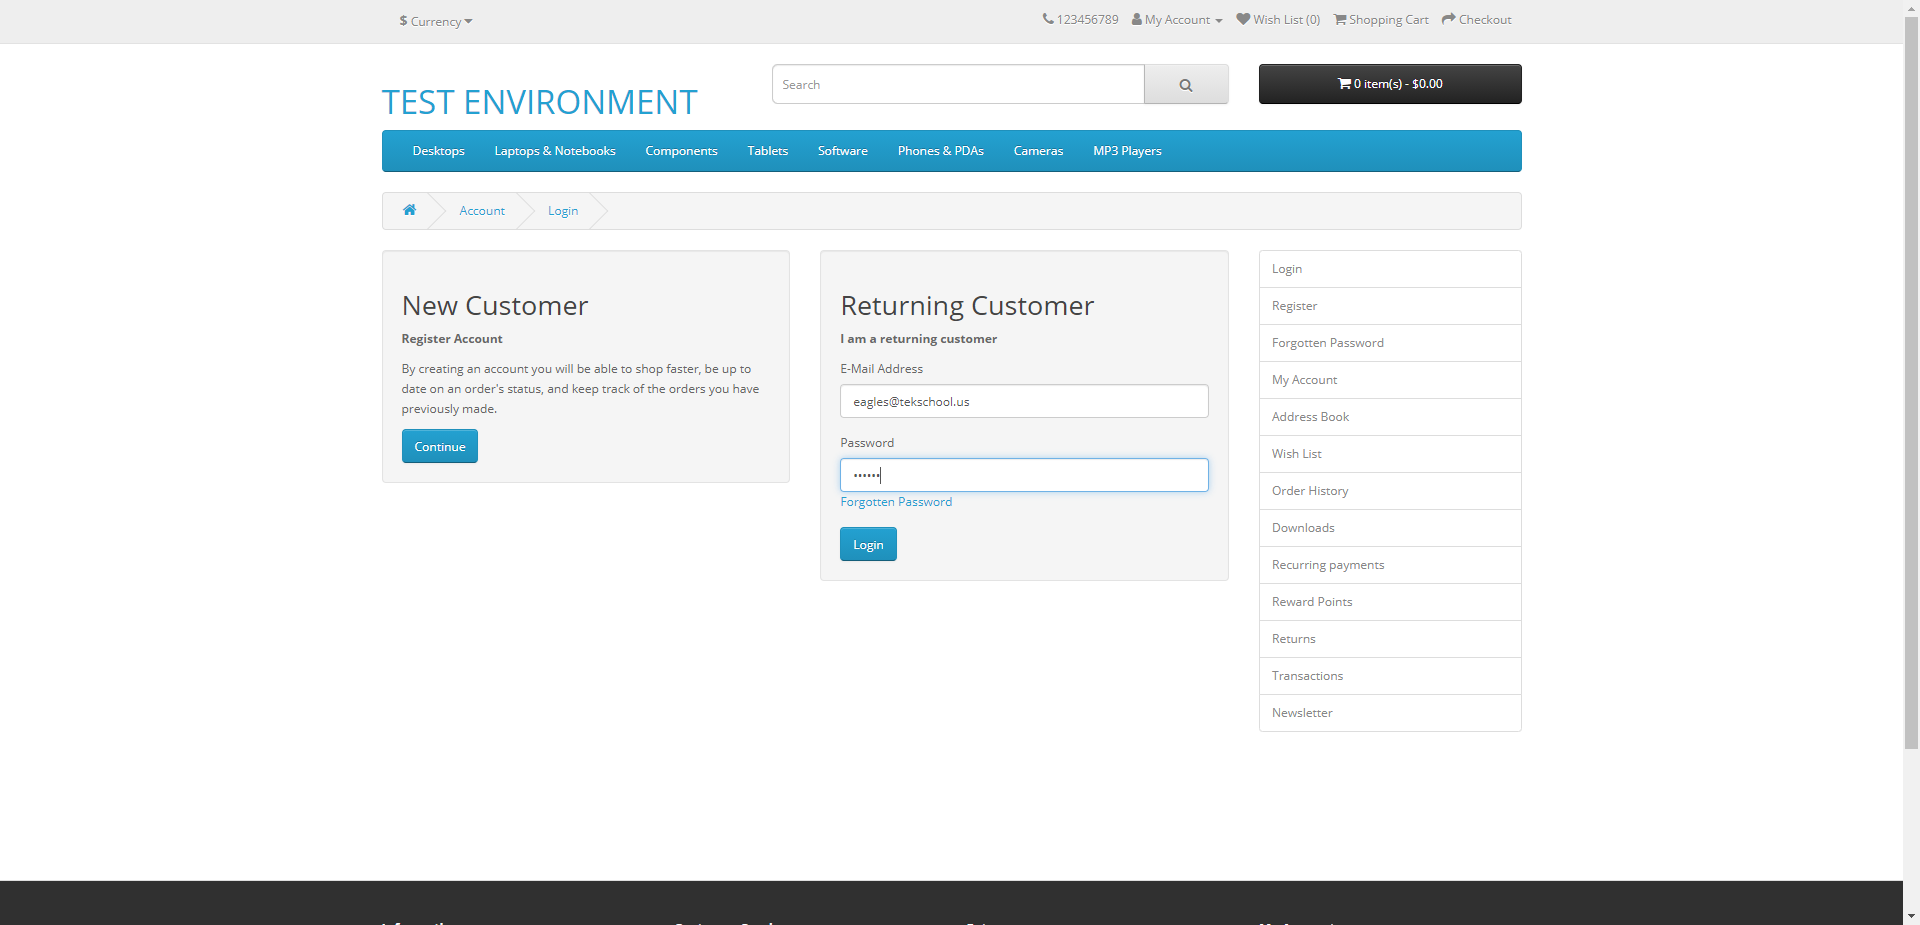 $ Currency
123456789 My Account Wish List (0) Shopping Cart Checkout
TEST ENVIRONMENT
Search
0 item(s) - $0.00
Desktops Laptops & Notebooks Components Tablets Software Phones & PDAs Cameras MP3 Players
Account Login
New Customer
Register Account
By creating an account you will be able to shop faster, be up to
date on an order's status, and keep track of the orders you have
previously made.
Continue
Returning Customer
I am a returning customer
E-Mail Address
eagles@tekschool.us
Password
••••••
Forgotten Password
Login
Login
Register
Forgotten Password
My Account
Address Book
Wish List
Order History
Downloads
Recurring payments
Reward Points
Returns
Transactions
Newsletter